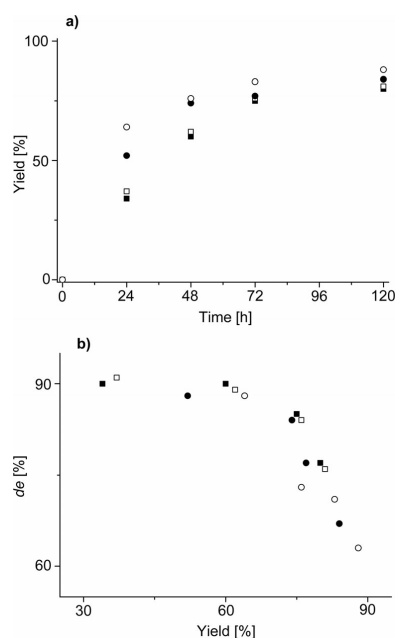 a)
100
50
0
Yield [%]
0 24 48 72 96 120
Time [h]
b)
90
60
de [%]
30 60 90
Yield [%]